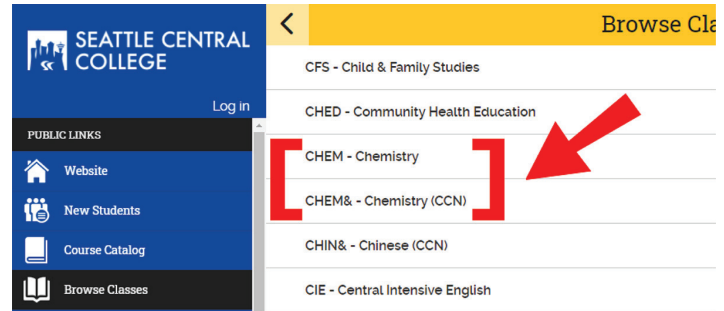 SEATTLE CENTRAL
COLLEGE
Log in
PUBLIC LINKS
Website
New Students
Course Catalog
Browse Classes
Browse Cla
CFS - Child & Family Studies
CHED - Community Health Education
CHEM - Chemistry
CHEM& - Chemistry (CCN)
CHIN& - Chinese (CCN)
CIE - Central Intensive English